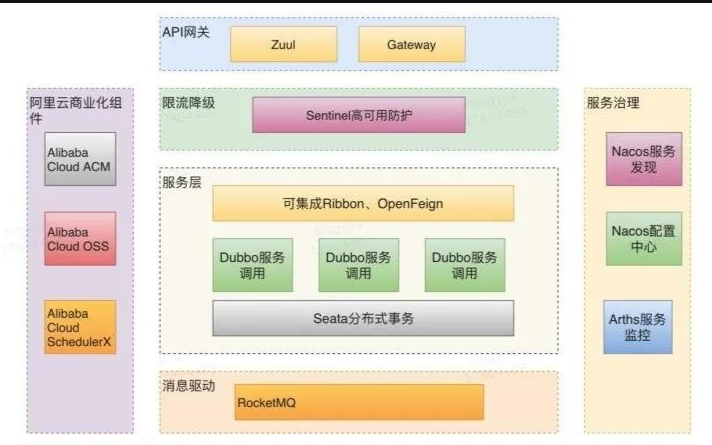 API网关
Zuul
Gateway
阿里云商业化组
件
Alibaba
Cloud ACM
Alibaba
Cloud OSS
Alibaba
Cloud
SchedulerX
限流降级
Sentinel高可用防护
服务层
可集成Ribbon、OpenFeign
Dubbo服务
调用
Dubbo服务
调用
Dubbo服务
调用
Seata分布式事务
消息驱动
RocketMQ
服务治理
Nacos服务
发现
Nacos配置
中心
Arths服务
监控